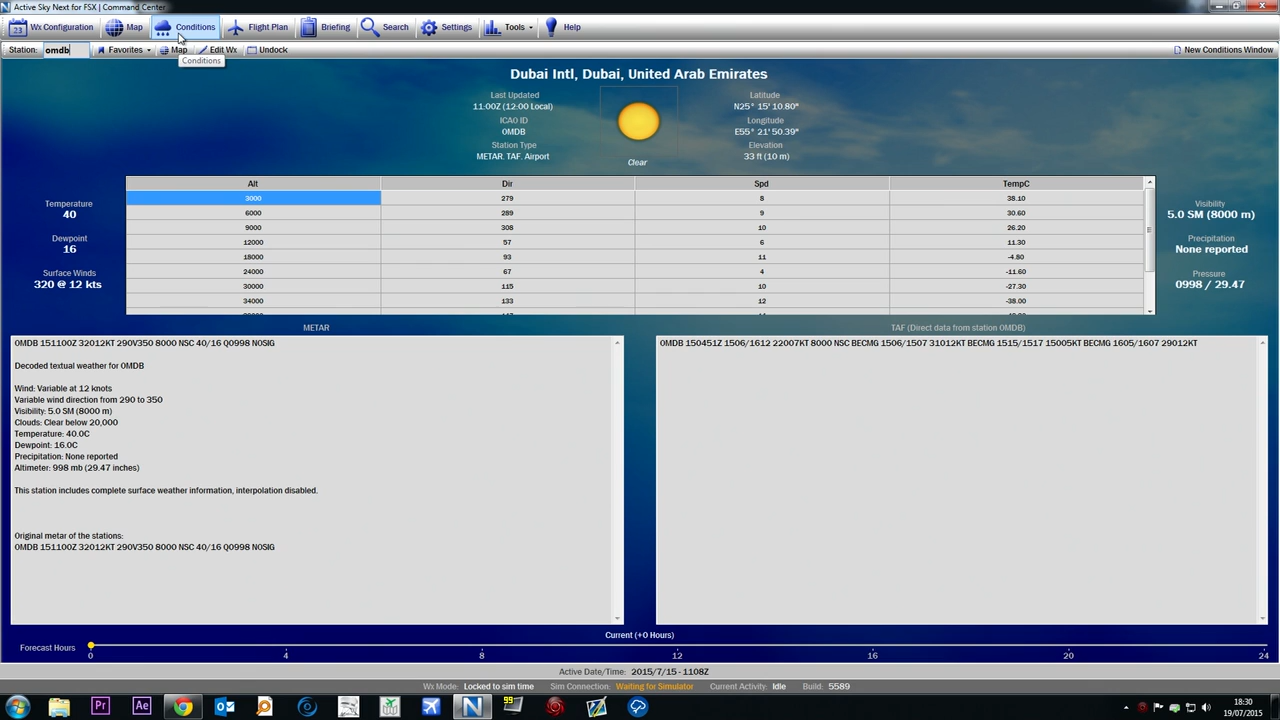 Active Sky Next for FSX | Command Center
23 Wx Configuration Map Conditions Flight Plan Briefing Search Settings Tools Help
Station: omdb Favorites Map Edit Wx Undock New Conditions Window
Conditions
Dubai Intl, Dubai, United Arab Emirates
Last Updated
11:00Z (12:00 Local)
ICAO ID
OMDB
Station Type
METAR. TAF. Airport
Clear
Latitude
N25° 15' 10.80"
Longitude
E55° 21' 50.39"
Elevation
33 ft (10 m)
Temperature
40
Dewpoint
16
Surface Winds
320 @ 12 kts
Alt Dir Spd TempC
3000 279 8 38.10
6000 289 9 30.60
9000 308 10 26.20
12000 57 6 11.30
18000 93 11 -4.80
24000 67 4 -11.60
30000 115 10 -27.30
34000 133 12 -38.00
Visibility
5.0 SM (8000 m)
Precipitation
None reported
Pressure
0998 / 29.47
METAR
OMDB 151100Z 32012KT 290V350 8000 NSC 40/16 Q0998 NOSIG
Decoded textual weather for OMDB
Wind: Variable at 12 knots
Variable wind direction from 290 to 350
Visibility: 5.0 SM (8000 m)
Clouds: Clear below 20,000
Temperature: 40.0C
Dewpoint: 16.0C
Precipitation: None reported
Altimeter: 998 mb (29.47 inches)
This station includes complete surface weather information, interpolation disabled.
Original metar of the stations:
OMDB 151100Z 32012KT 290V350 8000 NSC 40/16 Q0998 NOSIG
TAF (Direct data from station OMDB)
OMDB 150451Z 1506/1612 22007KT 8000 NSC BECMG 1506/1507 31012KT BECMG 1515/1517 15005KT BECMG 1605/1607 29012KT
Current (+0 Hours)
Forecast Hours
0 4 8 12 16 20 24
Active Date/Time: 2015/7/15 - 1108Z
Wx Mode: Locked to sim time Sim Connection: Waiting for Simulator Current Activity: Idle Build: 5589
Pr Ae N 99
18:30
19/07/2015